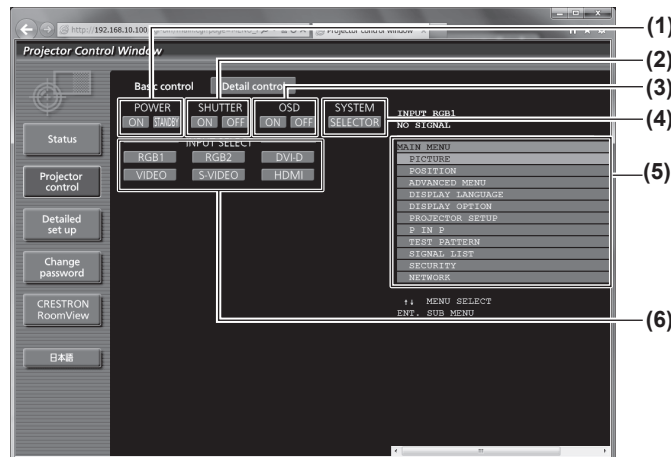 http://192.168.10.100
Projector Control Window
Projector Control Window
(1)
(2)
(3)
(4)
(5)
(6)
Basic control
Detail control
POWER
ON STANDBY
SHUTTER
ON OFF
OSD
ON OFF
SYSTEM
SELECTOR
INPUT RGB1
NO SIGNAL
INPUT SELECT
RGB1 RGB2 DVI-D
VIDEO S-VIDEO HDMI
MAIN MENU
PICTURE
POSITION
ADVANCED MENU
DISPLAY LANGUAGE
DISPLAY OPTION
PROJECTOR SETUP
P IN P
TEST PATTERN
SIGNAL LIST
SECURITY
NETWORK
↑↓ MENU SELECT
ENT. SUB MENU
Status
Projector
control
Detailed
set up
Change
password
CRESTRON
RoomView
日本語